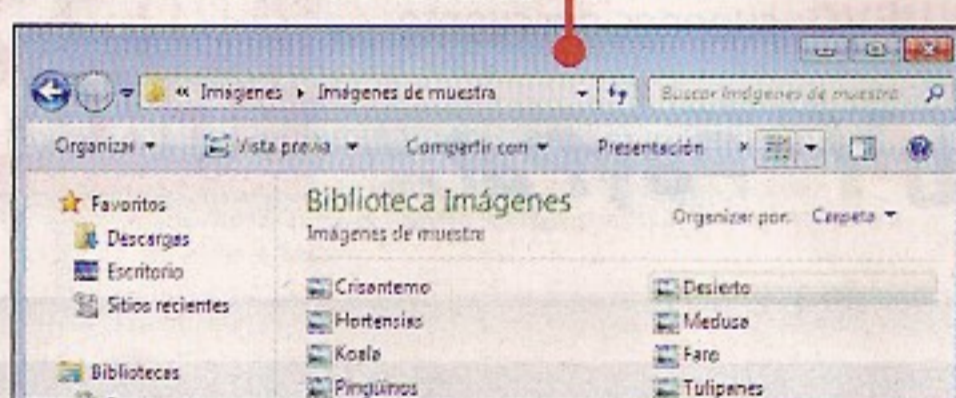 « Imágenes ▸ Imágenes de muestra
Buscar Imágenes de muestra
Organizar ▾ Vista previa ▾ Compartir con ▾ Presentación
Favoritos
Descargas
Escritorio
Sitios recientes
Bibliotecas
Biblioteca Imágenes
Imágenes de muestra
Organizar por: Carpeta ▾
Crisantemo
Hortensias
Koala
Pingüinos
Desierto
Medusa
Faro
Tulipanes